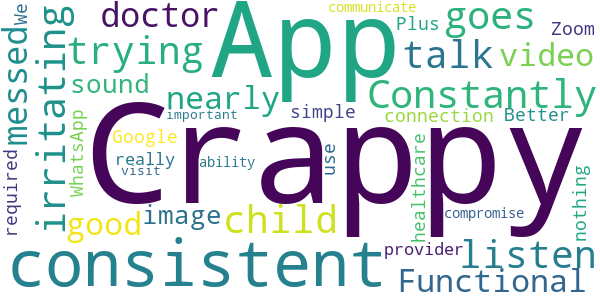 communicate
doctor
App
goes
Plus
Zoom
We
trying
talk
video
messed
irritating
sound
nearly
Constantly
important
simple
connection
Better
WhatsApp
Google
Crappy
required
really
ability
visit
use
healthcare
nothing
good
image
child
compromise
provider
listen
consistent
Functional